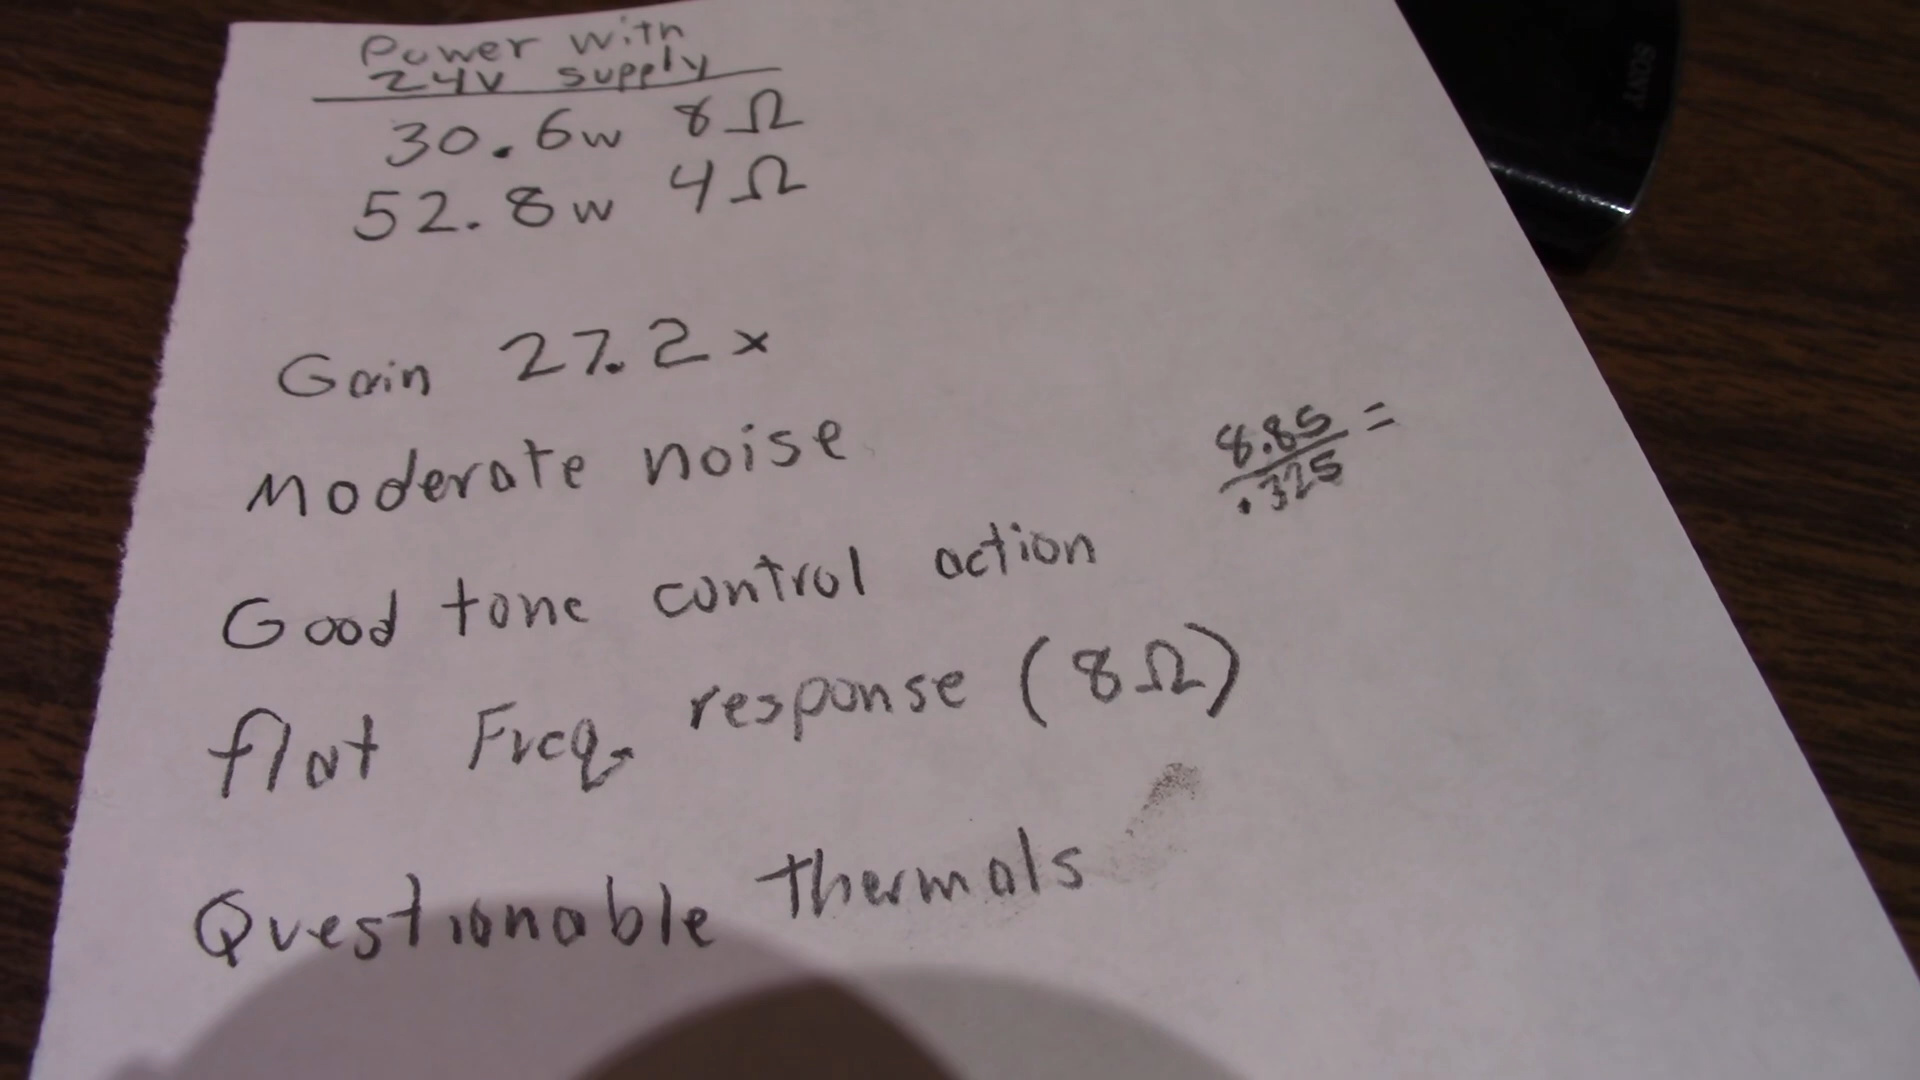 Power with
24V supply
30.6w 8Ω
52.8w 4Ω
Gain 27.2x
Moderate noise
8.85
.325 =
Good tone control action
flat Freq. response (8Ω)
Questionable thermals
SONY